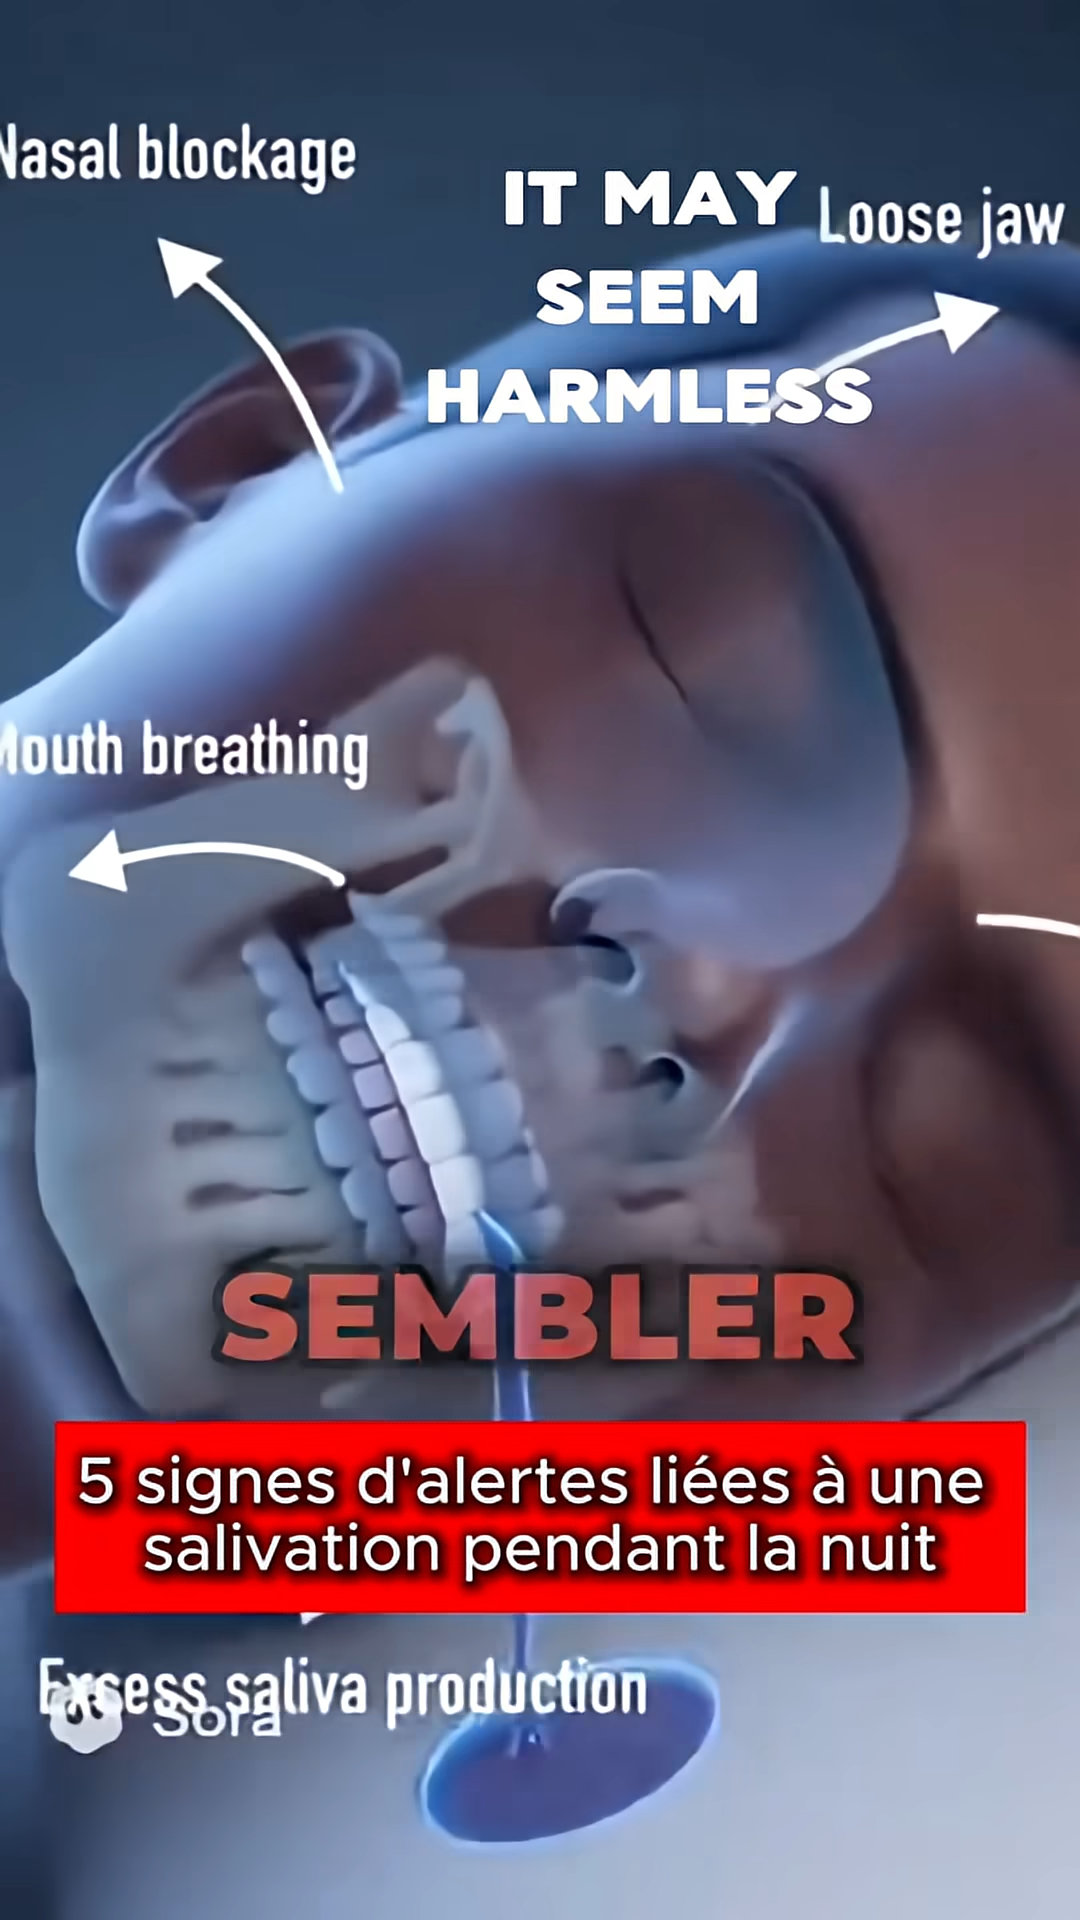 Nasal blockage
IT MAY
SEEM
HARMLESS
Loose jaw
Mouth breathing
SEMBLER
5 signes d'alertes liées à une
salivation pendant la nuit
Excess saliva production
Sora